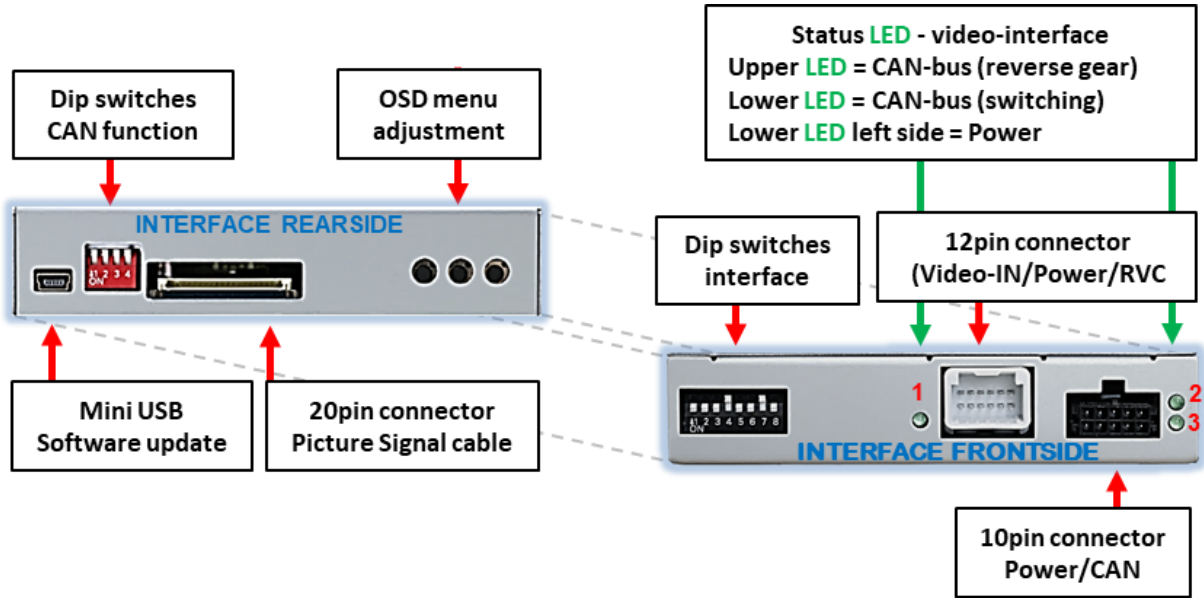 Status LED - video-interface
Upper LED = CAN-bus (reverse gear)
Lower LED = CAN-bus (switching)
Lower LED left side = Power
Dip switches
CAN function
OSD menu
adjustment
INTERFACE REARSIDE
1 2 3 4
ON
Dip switches
interface
12pin connector
(Video-IN/Power/RVC
Mini USB
Software update
20pin connector
Picture Signal cable
1 2 3 4 5 6 7 8
ON
1
2
3
INTERFACE FRONTSIDE
10pin connector
Power/CAN